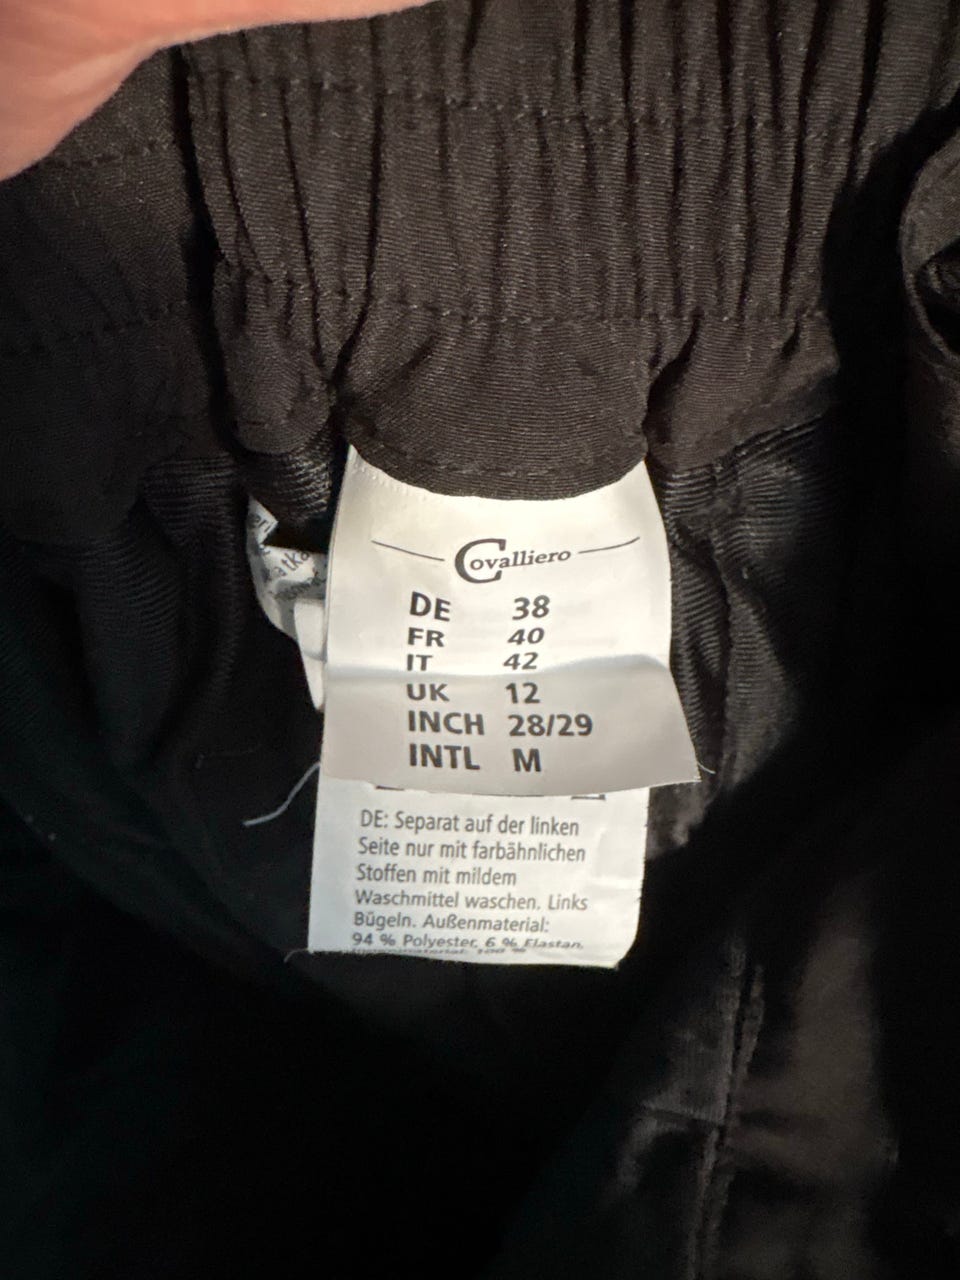 Covalliero
DE 38
FR 40
IT 42
UK 12
INCH 28/29
INTL M
DE: Separat auf der linken
Seite nur mit farbähnlichen
Stoffen mit mildem
Waschmittel waschen. Links
Bügeln. Außenmaterial:
94 % Polyester, 6 % Elastan,